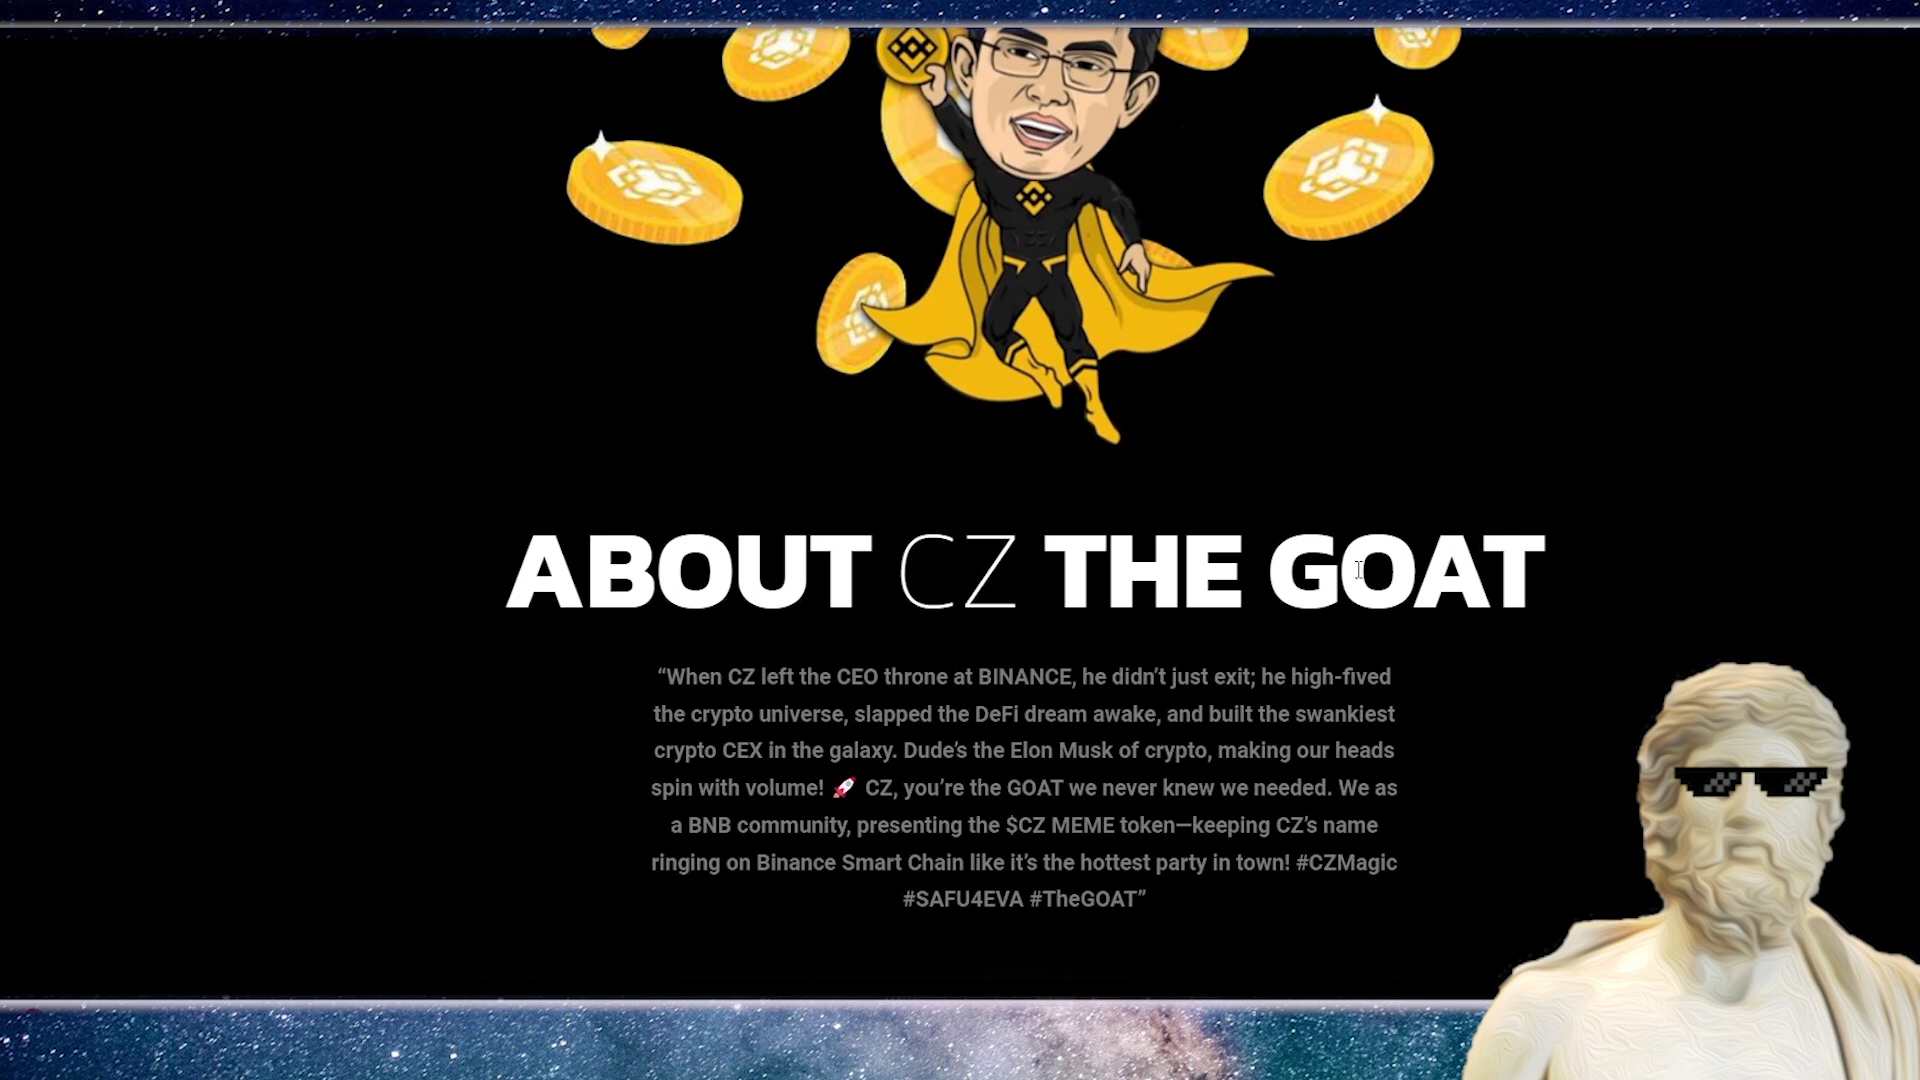 ABOUT CZ THE GOAT
“When CZ left the CEO throne at BINANCE, he didn’t just exit; he high-fived
the crypto universe, slapped the DeFi dream awake, and built the swankiest
crypto CEX in the galaxy. Dude’s the Elon Musk of crypto, making our heads
spin with volume! 🚀 CZ, you’re the GOAT we never knew we needed. We as
a BNB community, presenting the $CZ MEME token—keeping CZ’s name
ringing on Binance Smart Chain like it’s the hottest party in town! #CZMagic
#SAFU4EVA #TheGOAT”